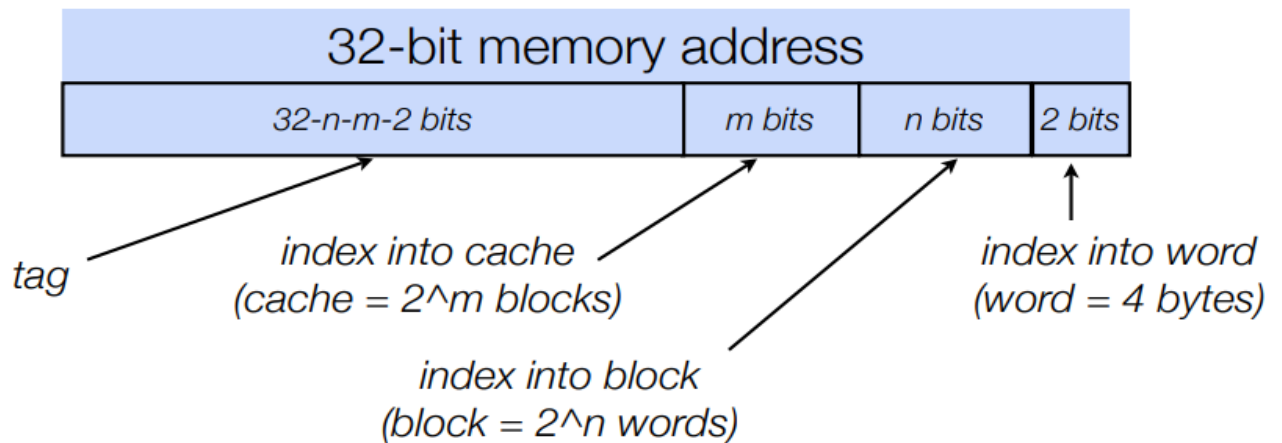 32-bit memory address
32-n-m-2 bits
m bits
n bits
2 bits
tag
index into cache
(cache = 2^m blocks)
index into block
(block = 2^n words)
index into word
(word = 4 bytes)